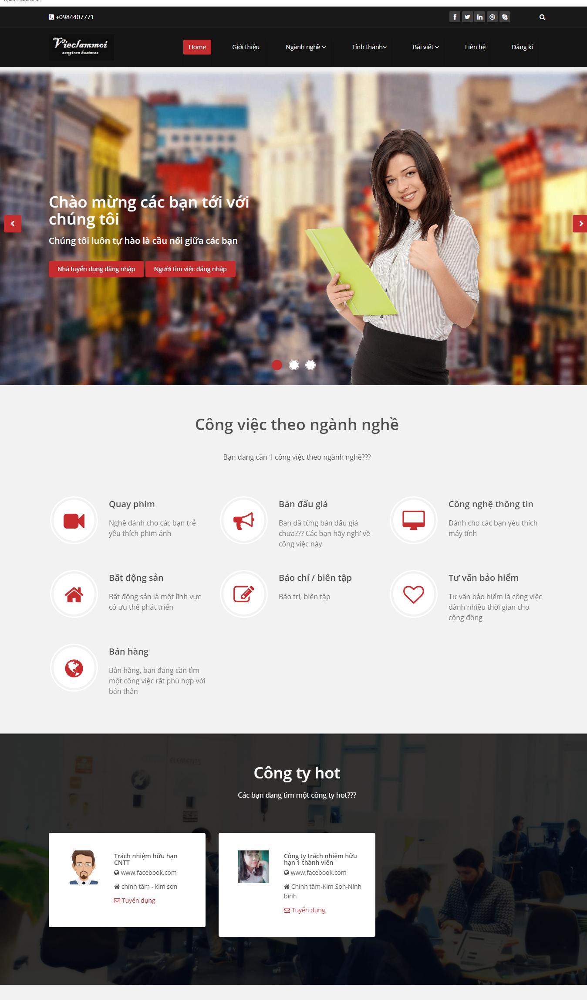 Open Screenshot
+0984407771
Vieclammoi
songtran business
Home Giới thiệu Ngành nghề Tỉnh thành Bài viết Liên hệ Đăng kí
Chào mừng các bạn tới với
chúng tôi
Chúng tôi luôn tự hào là cầu nối giữa các bạn
Nhà tuyển dụng đăng nhập Người tìm việc đăng nhập
Công việc theo ngành nghề
Bạn đang cần 1 công việc theo ngành nghề???
Quay phim
Nghề dánh cho các bạn trẻ
yêu thích phim ảnh
Bán đấu giá
Bạn đã từng bán đấu giá
chưa??? Các bạn hãy nghĩ về
công việc này
Công nghệ thông tin
Dành cho các bạn yêu thích
máy tính
Bất động sản
Bất động sản là một lĩnh vực
có ưu thế phát triển
Báo chí / biên tập
Báo trí, biên tập
Tư vấn bảo hiểm
Tư vấn bảo hiểm là công việc
dành nhiều thời gian cho
cộng đồng
Bán hàng
Bán hàng, bạn đang cần tìm
một công việc rất phù hợp với
bản thân
ELEMENTS
Công ty hot
Các bạn đang tìm một công ty hot???
Trách nhiệm hữu hạn
CNTT
www.facebook.com
chính tâm - kim sơn
Tuyển dụng
Công ty trách nhiệm hữu
hạn 1 thành viên
www.facebook.com
Chính tâm-Kim Sơn-Ninh
bình
Tuyển dụng